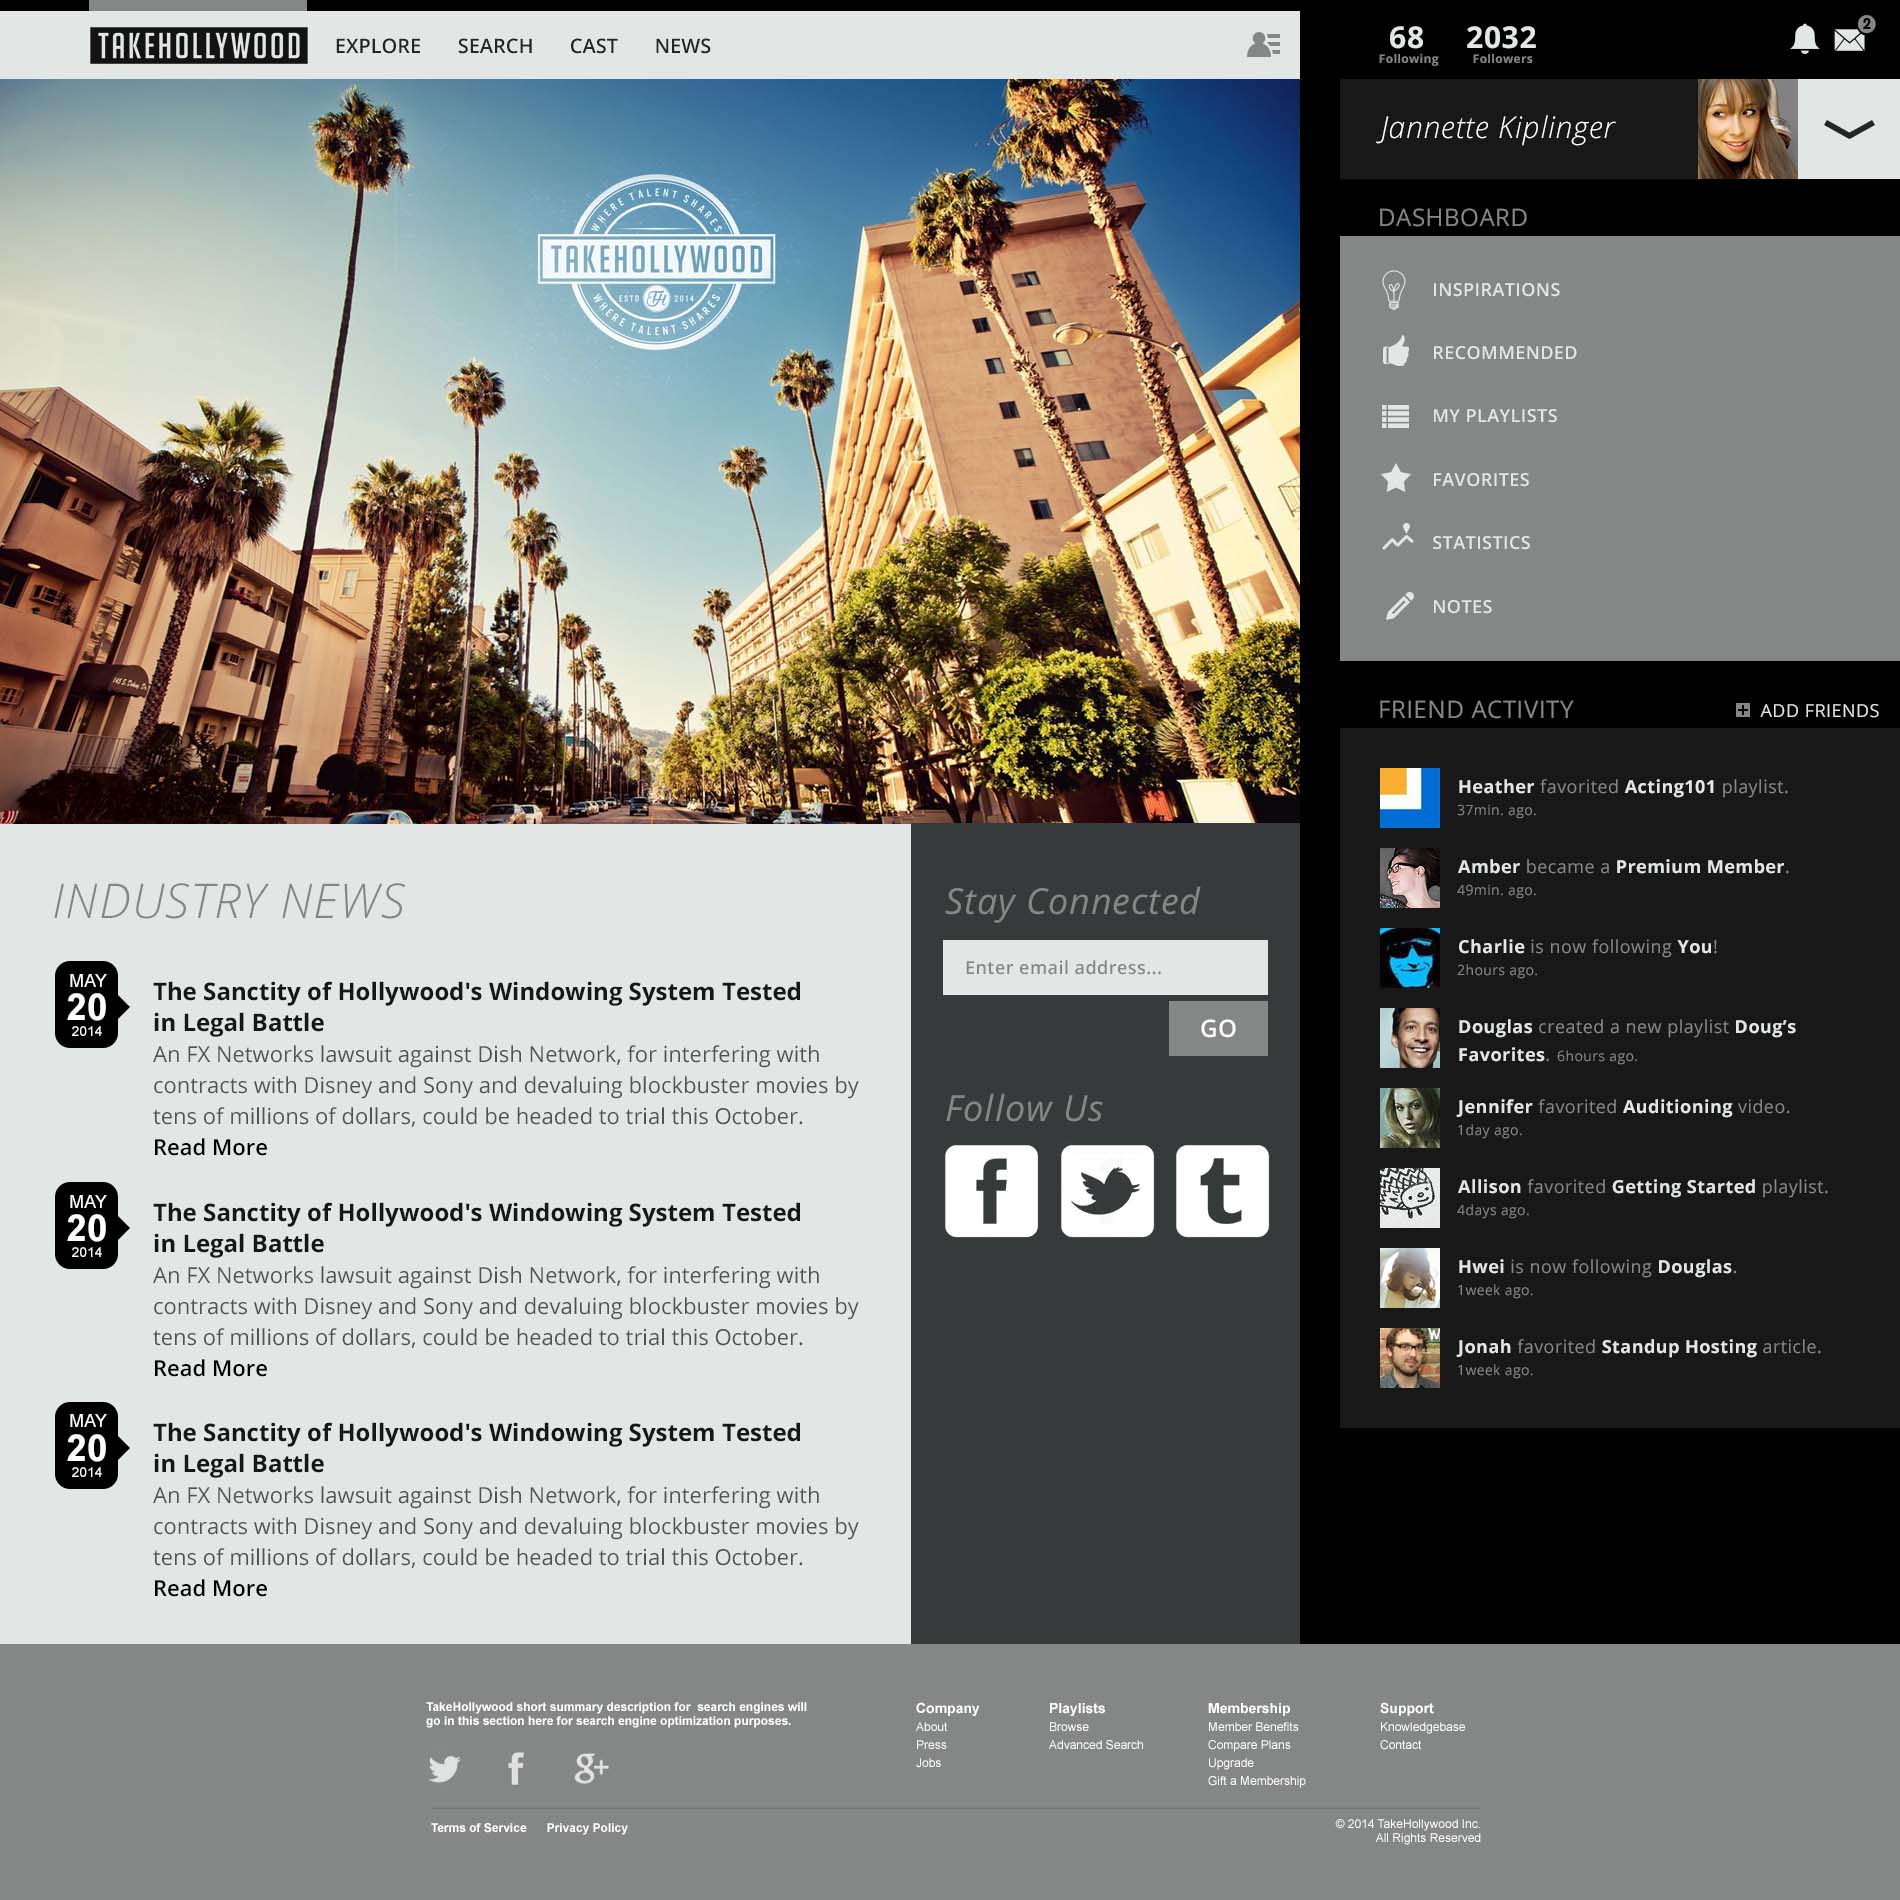 TAKEHOLLYWOOD
EXPLORE
SEARCH
CAST
NEWS
68
Following
2032
Followers
2
Jannette Kiplinger
WHERE TALENT SHARES
TAKEHOLLYWOOD
ESTD TH 2014
WHERE TALENT SHARES
DASHBOARD
INSPIRATIONS
RECOMMENDED
MY PLAYLISTS
FAVORITES
STATISTICS
NOTES
FRIEND ACTIVITY
ADD FRIENDS
Heather favorited Acting101 playlist.
37min. ago.
Amber became a Premium Member.
49min. ago.
Charlie is now following You!
2hours ago.
Douglas created a new playlist Doug's
Favorites. 6hours ago.
Jennifer favorited Auditioning video.
1day ago.
Allison favorited Getting Started playlist.
4days ago.
Hwei is now following Douglas.
1week ago.
Jonah favorited Standup Hosting article.
1week ago.
INDUSTRY NEWS
MAY
20
2014
The Sanctity of Hollywood's Windowing System Tested
in Legal Battle
An FX Networks lawsuit against Dish Network, for interfering with
contracts with Disney and Sony and devaluing blockbuster movies by
tens of millions of dollars, could be headed to trial this October.
Read More
MAY
20
2014
The Sanctity of Hollywood's Windowing System Tested
in Legal Battle
An FX Networks lawsuit against Dish Network, for interfering with
contracts with Disney and Sony and devaluing blockbuster movies by
tens of millions of dollars, could be headed to trial this October.
Read More
MAY
20
2014
The Sanctity of Hollywood's Windowing System Tested
in Legal Battle
An FX Networks lawsuit against Dish Network, for interfering with
contracts with Disney and Sony and devaluing blockbuster movies by
tens of millions of dollars, could be headed to trial this October.
Read More
Stay Connected
Enter email address...
GO
Follow Us
f
t
TakeHollywood short summary description for search engines will
go in this section here for search engine optimization purposes.
f
g+
Company
About
Press
Jobs
Playlists
Browse
Advanced Search
Membership
Member Benefits
Compare Plans
Upgrade
Gift a Membership
Support
Knowledgebase
Contact
Terms of Service
Privacy Policy
© 2014 TakeHollywood Inc.
All Rights Reserved